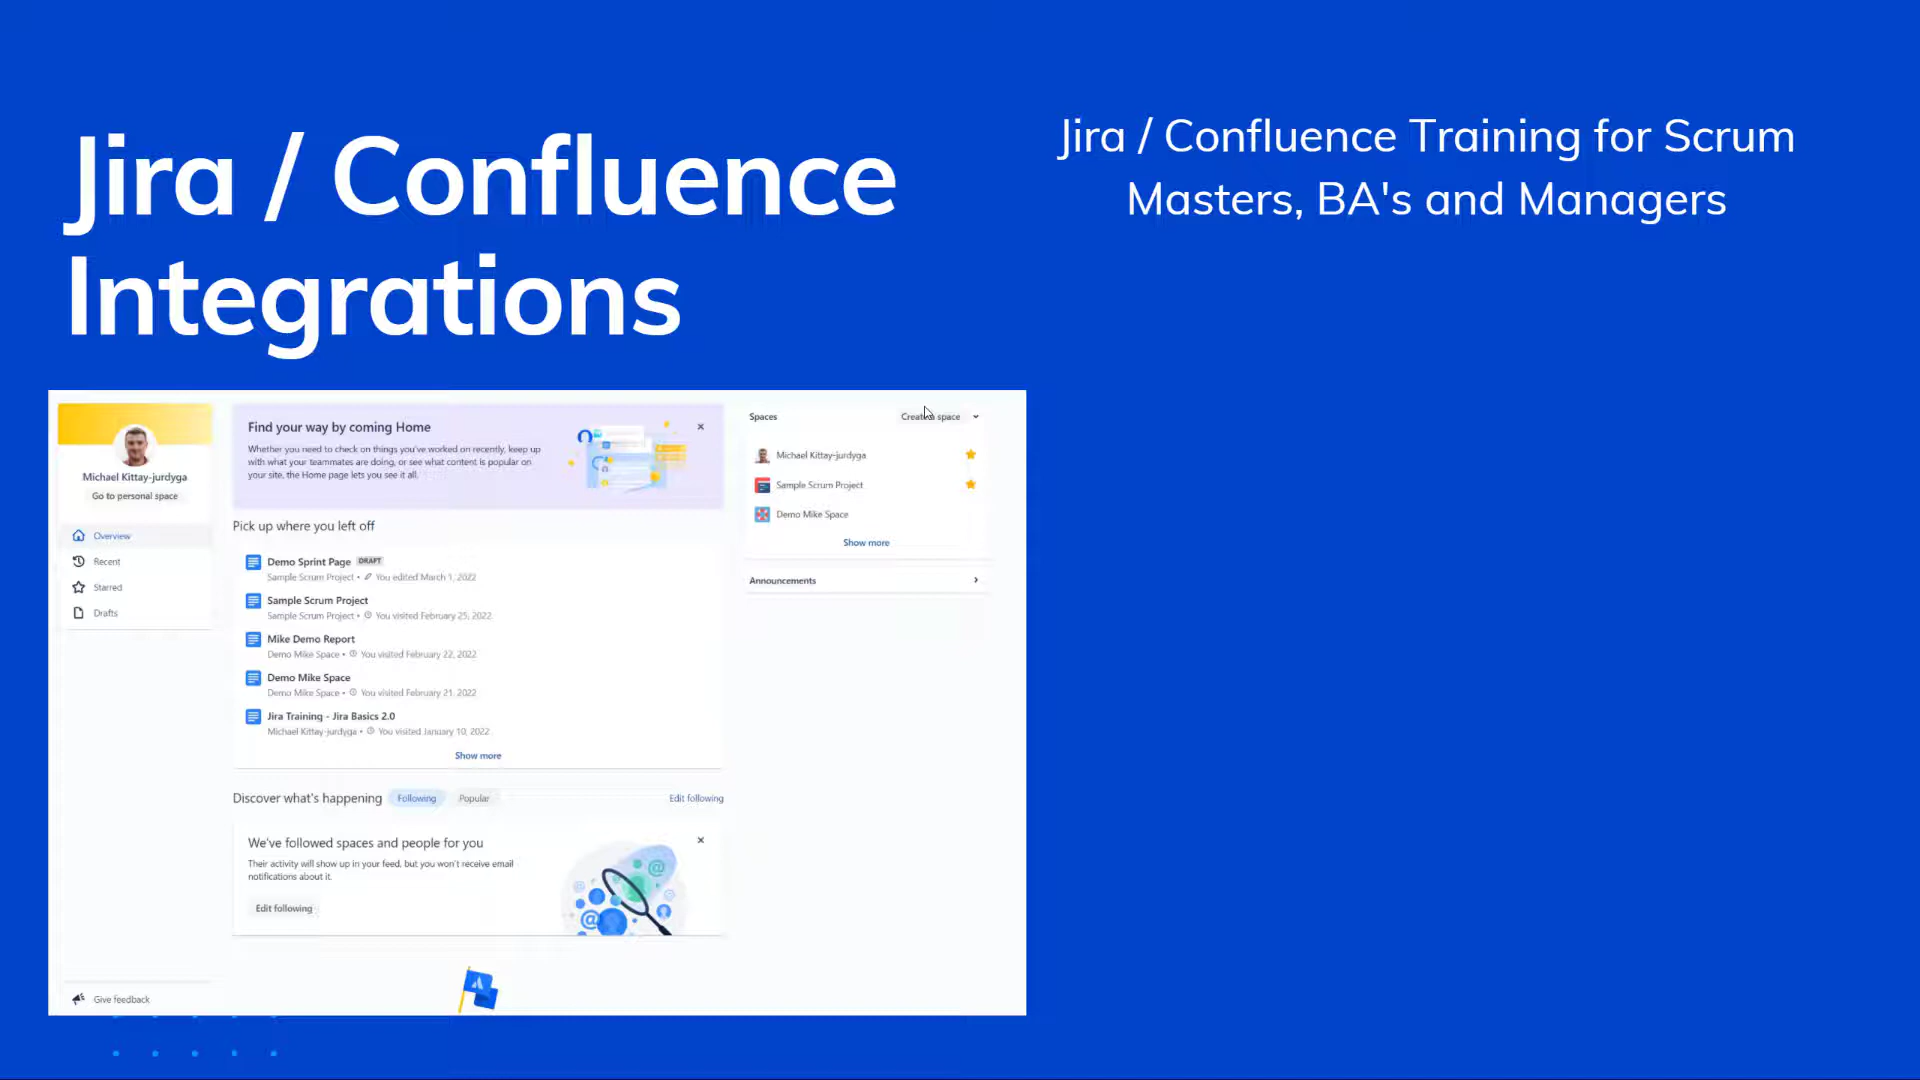 Jira / Confluence
Integrations
Jira / Confluence Training for Scrum
Masters, BA's and Managers
Michael Kittay-jurdyga
Go to personal space
Overview
Recent
Starred
Drafts
Give feedback
Find your way by coming Home
Whether you need to check on things you've worked on recently, keep up
with what your teammates are doing, or see what content is popular on
your site, the Home page lets you see it all.
Pick up where you left off
Demo Sprint Page DRAFT
Sample Scrum Project • You edited March 1, 2022
Sample Scrum Project
Sample Scrum Project • You visited February 25, 2022
Mike Demo Report
Demo Mike Space • You visited February 22, 2022
Demo Mike Space
Demo Mike Space • You visited February 21, 2022
Jira Training - Jira Basics 2.0
Michael Kittay-jurdyga • You visited January 10, 2022
Show more
Discover what's happening Following Popular Edit following
We've followed spaces and people for you
Their activity will show up in your feed, but you won't receive email
notifications about it.
Edit following
Spaces Create a space
Michael Kittay-jurdyga
Sample Scrum Project
Demo Mike Space
Show more
Announcements